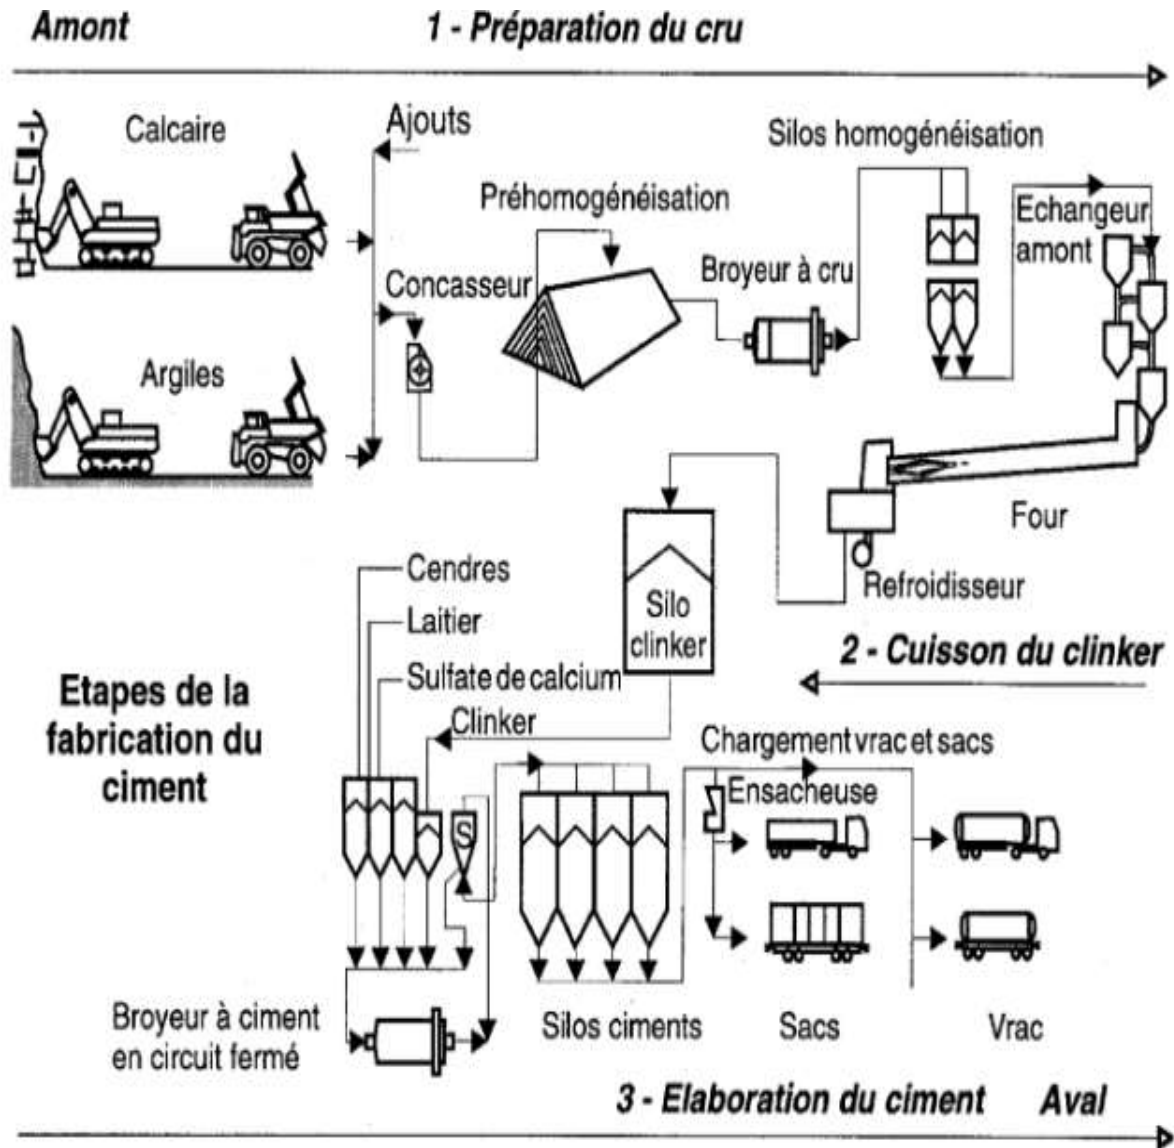 Amont
1 - Préparation du cru
Calcaire
Ajouts
Silos homogénéisation
Préhomogénéisation
Echangeur
amont
Concasseur
Broyeur à cru
Argiles
Four
Refroidisseur
Silo
clinker
Cendres
Laitier
Sulfate de calcium
Clinker
2 - Cuisson du clinker
Etapes de la
fabrication du
ciment
Chargement vrac et sacs
Ensacheuse
S
Broyeur à ciment
en circuit fermé
Silos ciments
Sacs
Vrac
3 - Elaboration du ciment
Aval